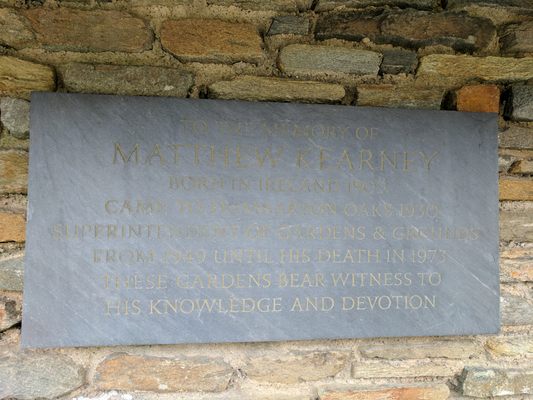 TO THE MEMORY OF
MATTHEW KEARNEY
BORN IN IRELAND 1903
CAME TO DUMBARTON OAKS 1930
SUPERINTENDENT OF GARDENS & GROUNDS
FROM 1949 UNTIL HIS DEATH IN 1973
THESE GARDENS BEAR WITNESS TO
HIS KNOWLEDGE AND DEVOTION